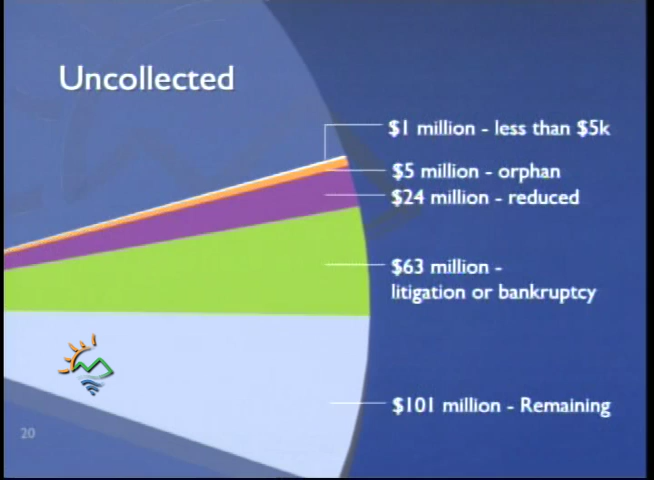 Uncollected
$1 million - less than $5k
$5 million - orphan
$24 million - reduced
$63 million -
litigation or bankruptcy
$101 million - Remaining
20